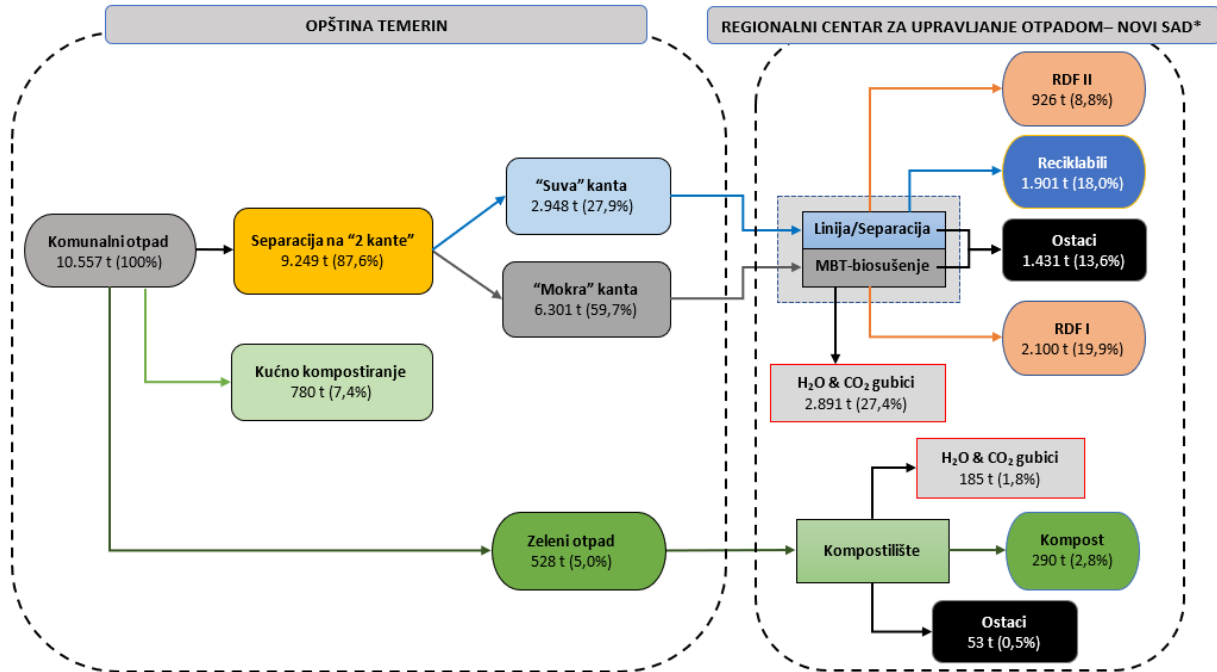 OPŠTINA TEMERIN
REGIONALNI CENTAR ZA UPRAVLJANJE OTPADOM– NOVI SAD*
Komunalni otpad
10.557 t (100%)
Separacija na “2 kante”
9.249 t (87,6%)
“Suva” kanta
2.948 t (27,9%)
“Mokra” kanta
6.301 t (59,7%)
Kućno kompostiranje
780 t (7,4%)
Zeleni otpad
528 t (5,0%)
Linija/Separacija
MBT-biosušenje
RDF II
926 t (8,8%)
Reciklabili
1.901 t (18,0%)
Ostaci
1.431 t (13,6%)
RDF I
2.100 t (19,9%)
H₂O & CO₂ gubici
2.891 t (27,4%)
H₂O & CO₂ gubici
185 t (1,8%)
Kompostilište
Kompost
290 t (2,8%)
Ostaci
53 t (0,5%)